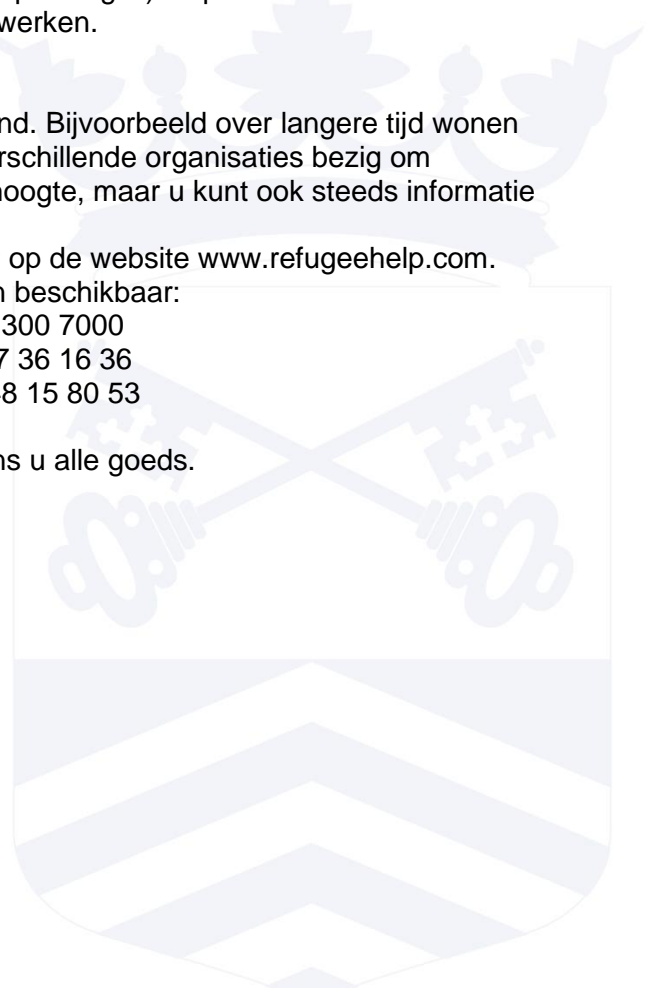 werken.
nd. Bijvoorbeeld over langere tijd wonen
rschillende organisaties bezig om
hoogte, maar u kunt ook steeds informatie
op de website www.refugeehelp.com.
n beschikbaar:
300 7000
7 36 16 36
8 15 80 53
ns u alle goeds.